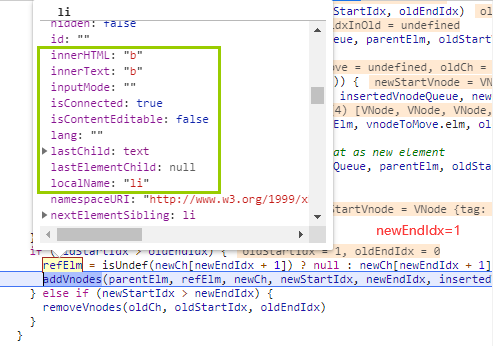 li
hidden: false
id: ""
innerHTML: "b"
innerText: "b"
inputMode: ""
isConnected: true
isContentEditable: false
lang: ""
lastChild: text
lastElementChild: null
localName: "li"
namespaceURI: "http://www.w3.org/1999/x
nextElementSibling: li
StartIdx, oldEndIdx)
dxInOld = undefined
ueue, parentElm, oldStart
ve = undefined, oldCh =
)) { newStartVnode = VN
insertedVnodeQueue, new
4) [VNode, VNode, VNode,
Elm, vnodeToMove.elm, ol
at as new element
Queue, parentElm, oldSta
StartVnode = VNode {tag:
newEndIdx=1
}
if (oldStartIdx > oldEndIdx) { oldStartIdx = 1, oldEndIdx = 0
refElm = isUndef(newCh[newEndIdx + 1]) ? null : newCh[newEndIdx + 1]
addVnodes(parentElm, refElm, newCh, newStartIdx, newEndIdx, inserted
} else if (newStartIdx > newEndIdx) {
removeVnodes(oldCh, oldStartIdx, oldEndIdx)
}
}